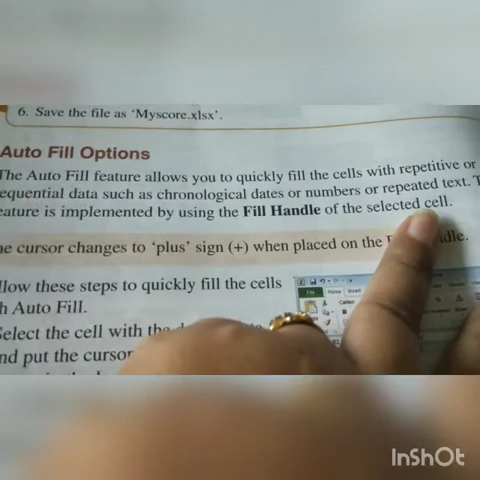 6. Save the file as 'Myscore.xlsx'.
Auto Fill Options
The Auto Fill feature allows you to quickly fill the cells with repetitive or
equential data such as chronological dates or numbers or repeated text. T
eature is implemented by using the Fill Handle of the selected cell.
e cursor changes to 'plus' sign (+) when placed on the dle.
llow these steps to quickly fill the cells
h Auto Fill.
Select the cell with the
nd put the cursor
File Home Insert
InShOt